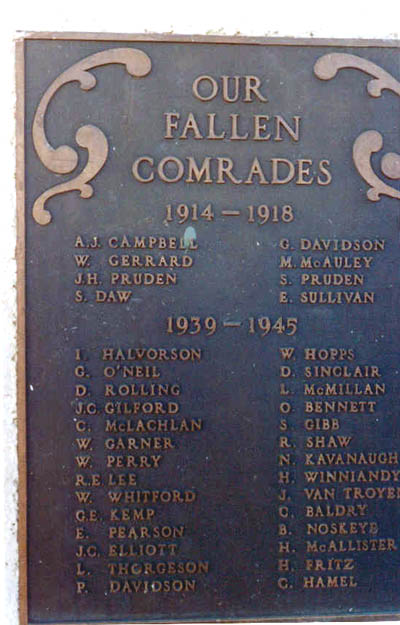 OUR
FALLEN
COMRADES
1914 – 1918
A.J. CAMPBELL
W. GERRARD
J.H. PRUDEN
S. DAW
G. DAVIDSON
M. McAULEY
S. PRUDEN
E. SULLIVAN
1939 – 1945
I. HALVORSON
G. O'NEIL
D. ROLLING
J.C. GILFORD
C. McLACHLAN
W. GARNER
W. PERRY
R.E LEE
W. WHITFORD
G.E. KEMP
E. PEARSON
J.C. ELLIOTT
L. THORGESON
P. DAVIDSON
W. HOPPS
D. SINCLAIR
L. McMILLAN
O. BENNETT
S. GIBB
R. SHAW
N. KAVANAUGH
H. WINNIANDY
J. VAN TROYEN
C. BALDRY
B. NOSKEYE
H. McALLISTER
H. FRITZ
C. HAMEL